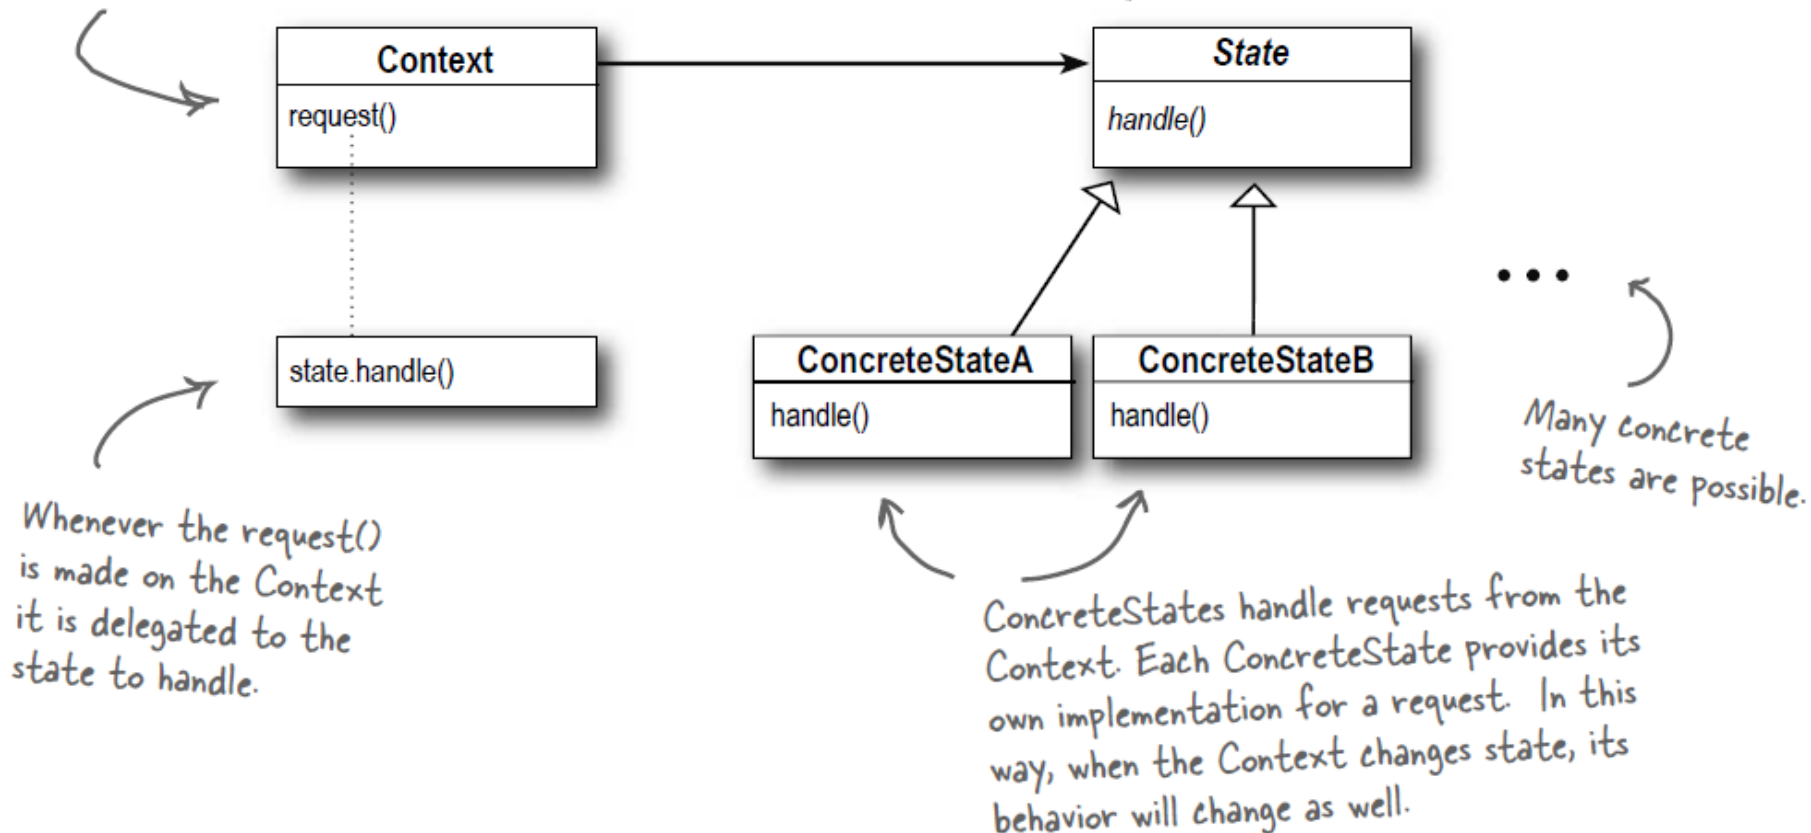 Context
request()
State
handle()
state.handle()
ConcreteStateA
handle()
ConcreteStateB
handle()
Many concrete
states are possible.
Whenever the request()
is made on the Context
it is delegated to the
state to handle.
ConcreteStates handle requests from the
Context. Each ConcreteState provides its
own implementation for a request. In this
way, when the Context changes state, its
behavior will change as well.